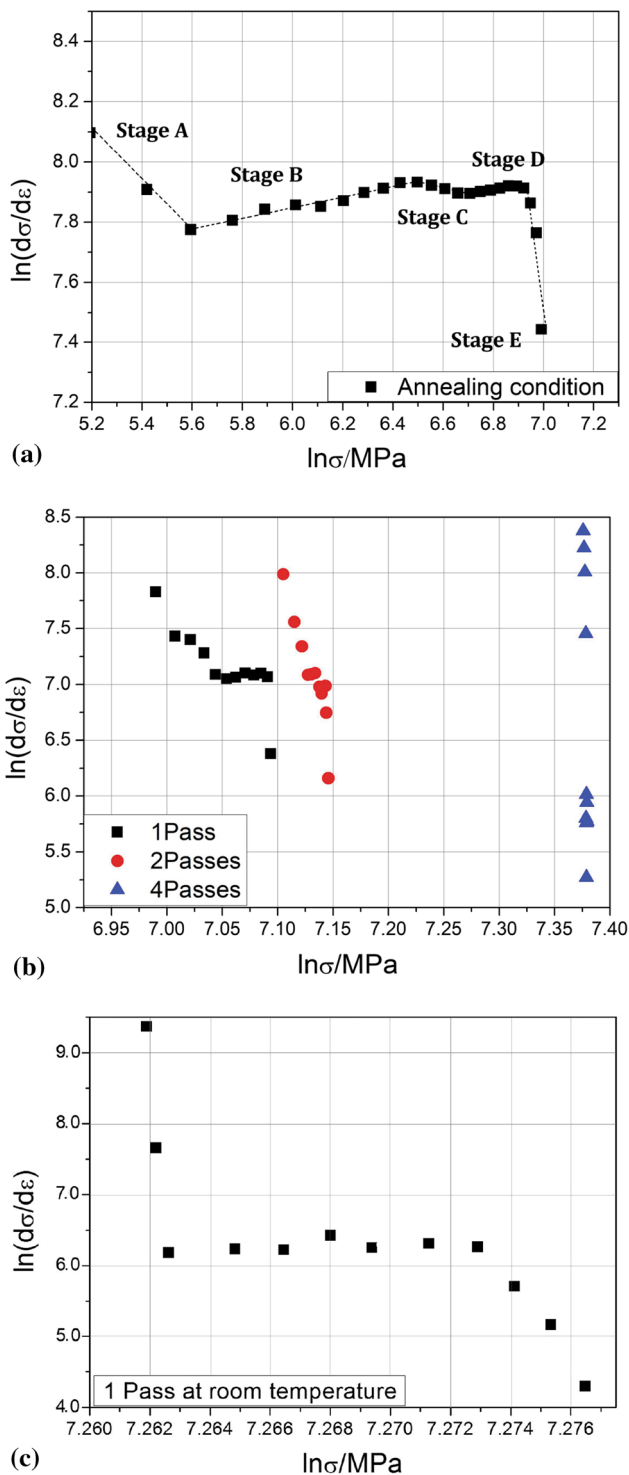 8.4
8.2
8.0
7.8
7.6
7.4
7.2
ln(dσ/dε)
Stage A
Stage B
Stage C
Stage D
Stage E
Annealing condition
5.2 5.4 5.6 5.8 6.0 6.2 6.4 6.6 6.8 7.0 7.2
lnσ/MPa
(a)
8.5
8.0
7.5
7.0
6.5
6.0
5.5
5.0
ln(dσ/dε)
1Pass
2Passes
4Passes
6.95 7.00 7.05 7.10 7.15 7.20 7.25 7.30 7.35 7.40
lnσ/MPa
(b)
9.0
8.0
7.0
6.0
5.0
4.0
ln(dσ/dε)
1 Pass at room temperature
7.260 7.262 7.264 7.266 7.268 7.270 7.272 7.274 7.276
lnσ/MPa
(c)